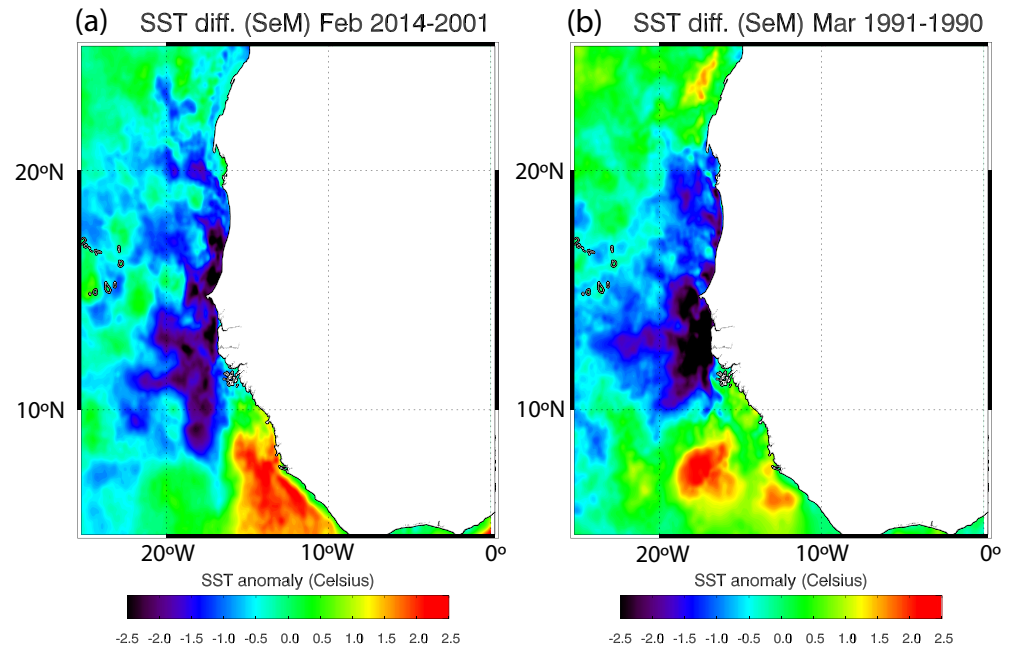 (a) SST diff. (SeM) Feb 2014-2001
20ºN
10ºN
20ºW 10ºW 0º
SST anomaly (Celsius)
-2.5 -2.0 -1.5 -1.0 -0.5 0.0 0.5 1.0 1.5 2.0 2.5
(b) SST diff. (SeM) Mar 1991-1990
20ºN
10ºN
20ºW 10ºW 0º
SST anomaly (Celsius)
-2.5 -2.0 -1.5 -1.0 -0.5 0.0 0.5 1.0 1.5 2.0 2.5